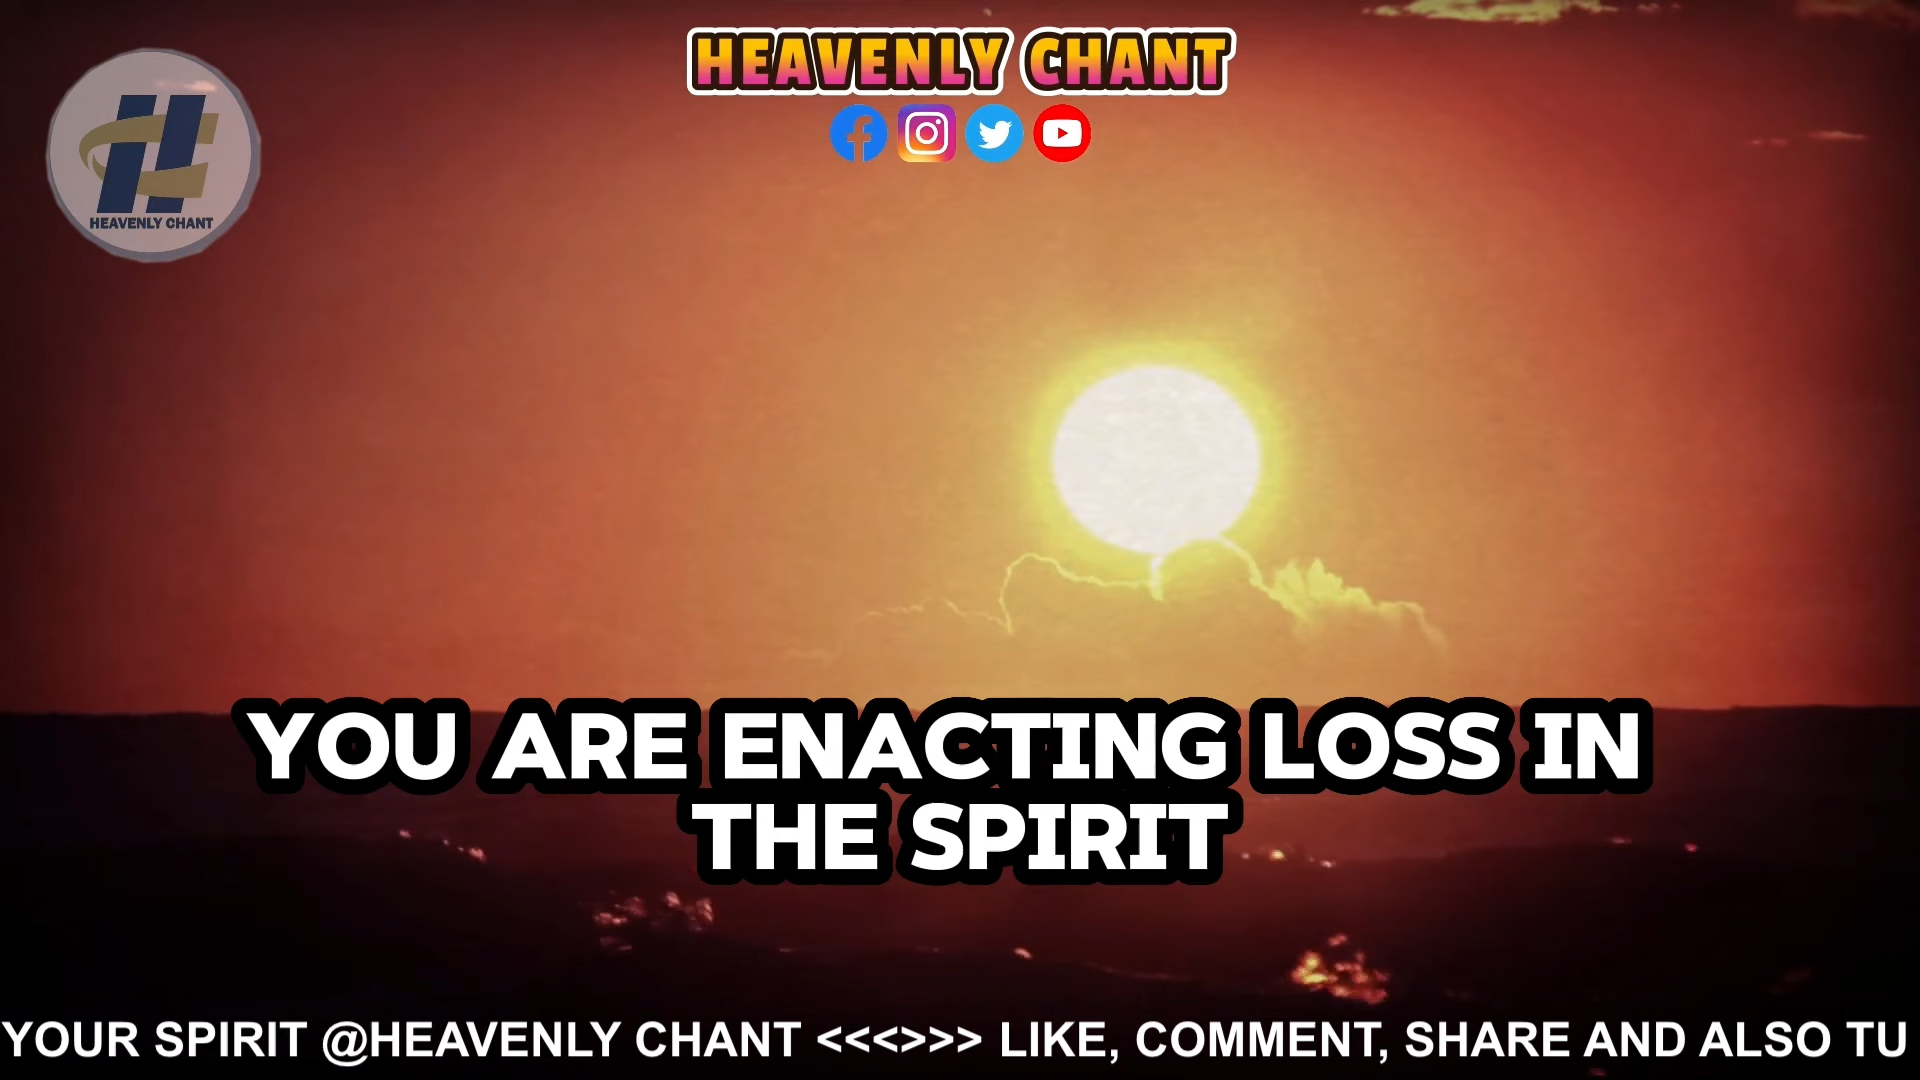 HEAVENLY CHANT
HEAVENLY CHANT
YOU ARE ENACTING LOSS IN
THE SPIRIT
YOUR SPIRIT @HEAVENLY CHANT <<<>>> LIKE, COMMENT, SHARE AND ALSO TU